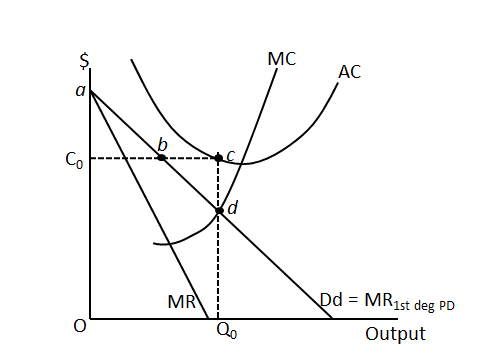 $
MC
AC
a
b
c
C₀
d
MR
Dd = MR1st deg PD
O
Q₀
Output